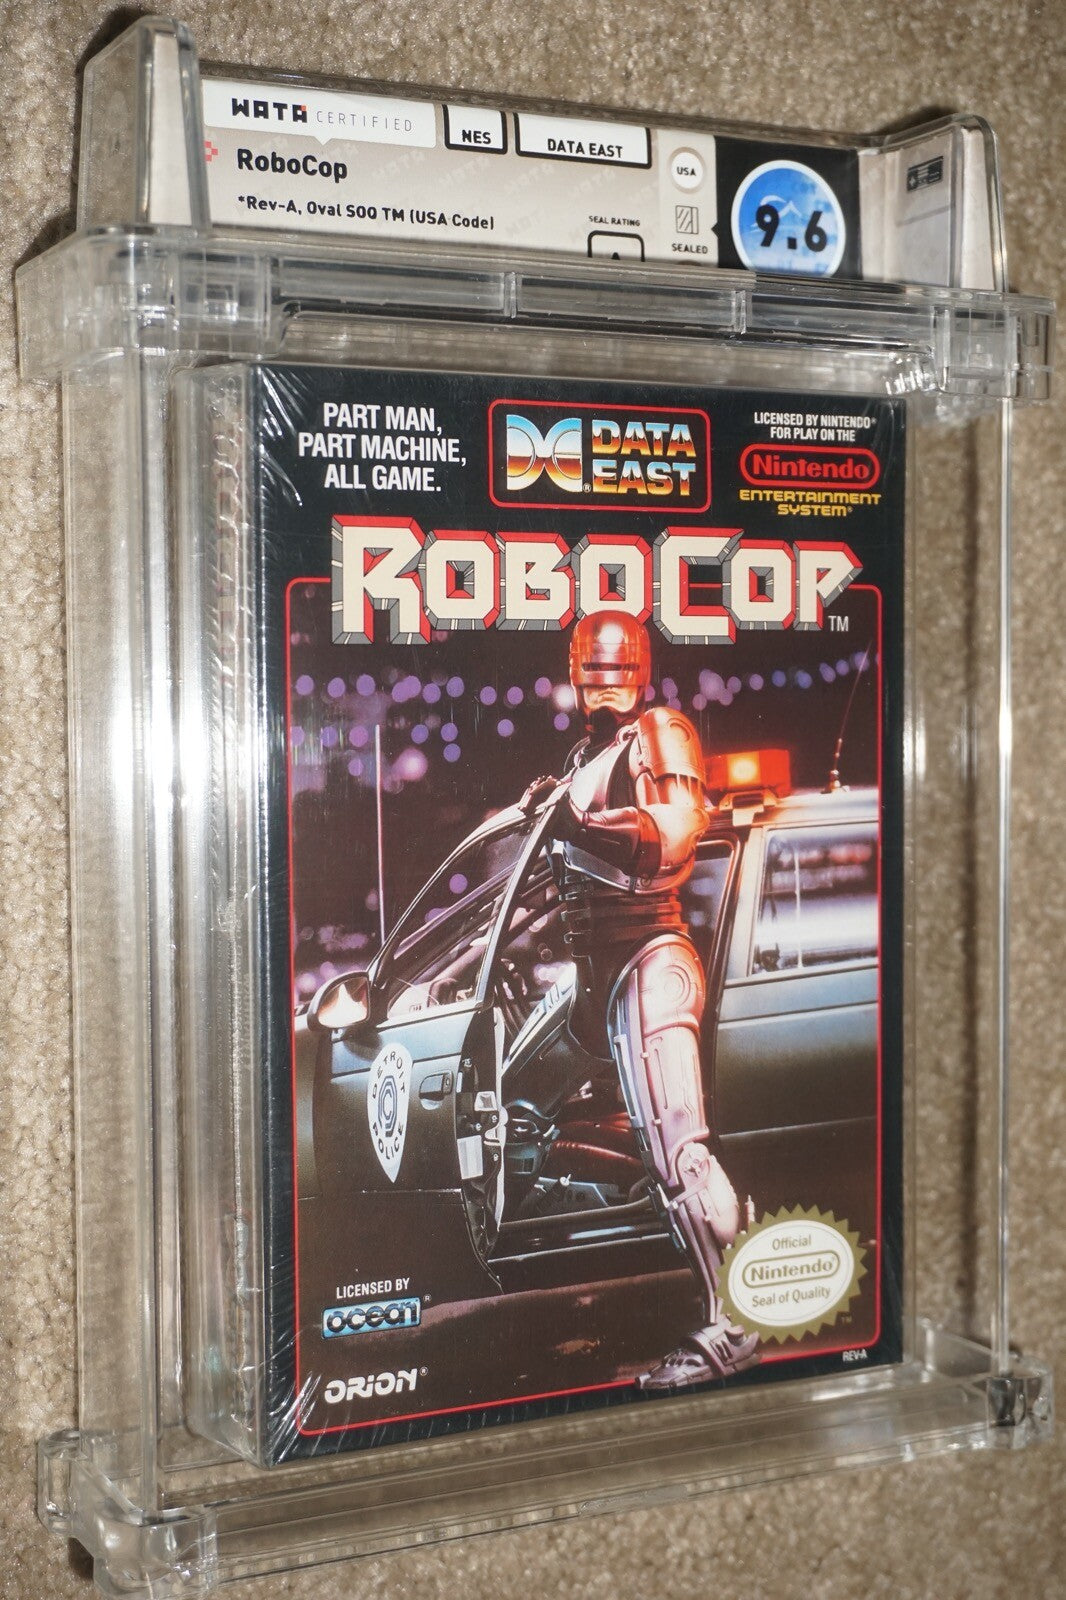 WATA CERTIFIED
NES
DATA EAST
RoboCop
*Rev-A, Oval SOQ TM (USA Code)
SEAL RATING
A
USA
SEALED
9.6
PART MAN,
PART MACHINE,
ALL GAME.
DATA
EAST
®
LICENSED BY NINTENDO®
FOR PLAY ON THE
Nintendo
ENTERTAINMENT
SYSTEM®
ROBOCOP™
DETROIT
POLICE
LICENSED BY
ocean®
ORION®
Official
Nintendo®
Seal of Quality
TM
REV-A